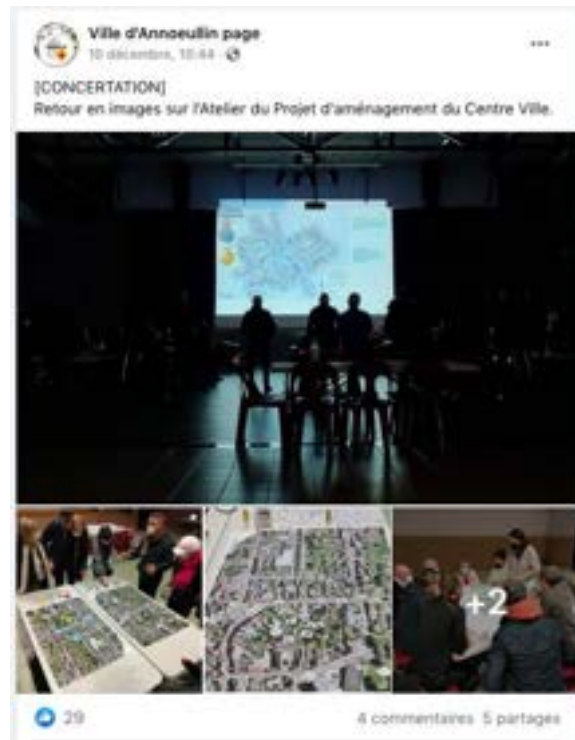 Ville d'Annoeullin page
10 décembre, 10:44
[CONCERTATION]
Retour en images sur l'Atelier du Projet d'aménagement du Centre Ville.
+2
29
4 commentaires 5 partages